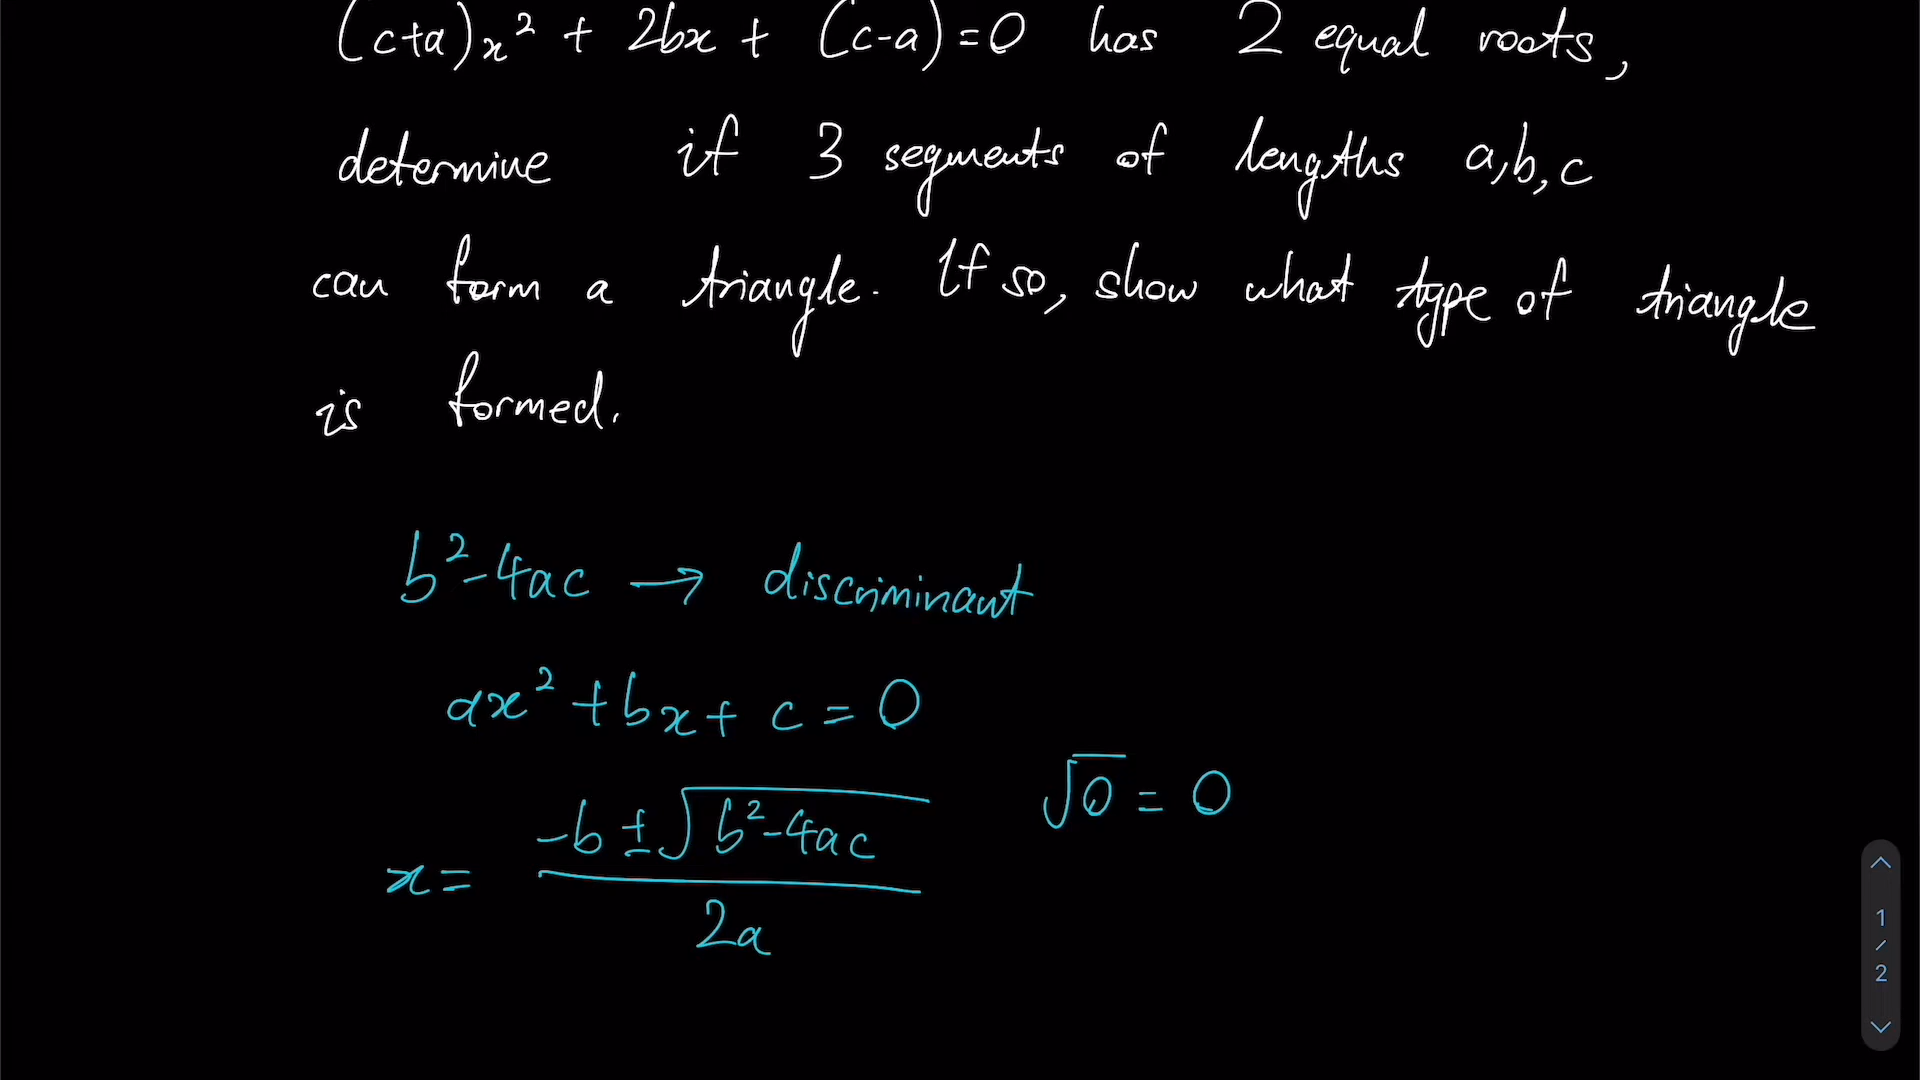 (c+a)x² + 2bx + (c-a)=0 has 2 equal roots,
determine if 3 segments of lengths a,b,c
can form a triangle. If so, show what type of triangle
is formed.
b²-4ac → discriminant
ax²+bx+c=0
x= (-b±√(b²-4ac))/2a
√0 = 0
1
/
2